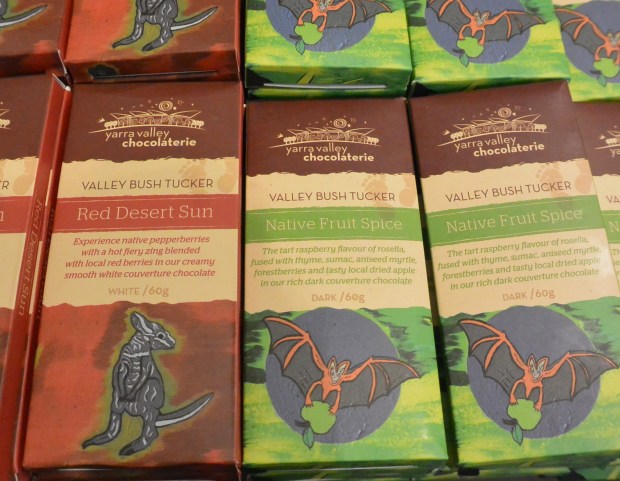 yarra valley
chocolaterie
VALLEY BUSH TUCKER
Red Desert Sun
Experience native pepperberries
with a hot fiery zing blended
with local red berries in our creamy
smooth white couverture chocolate
WHITE /60g
Red Desert Sun
yarra valley
chocolaterie
VALLEY BUSH TUCKER
Native Fruit Spice
The tart raspberry flavour of rosella,
fused with thyme, sumac, aniseed myrtle,
forestberries and tasty local dried apple
in our rich dark couverture chocolate
DARK /60g
yarra valley
chocolaterie
VALLEY BUSH TUCKER
Native Fruit Spice
The tart raspberry flavour of rosella,
fused with thyme, sumac, aniseed myrtle,
forestberries and tasty local dried apple
in our rich dark couverture chocolate
DARK /60g